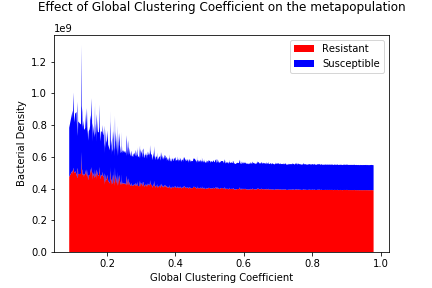 Effect of Global Clustering Coefficient on the metapopulation
1e9
Resistant
Susceptible
1.2
1.0
0.8
0.6
0.4
0.2
0.0
Bacterial Density
0.2 0.4 0.6 0.8 1.0
Global Clustering Coefficient